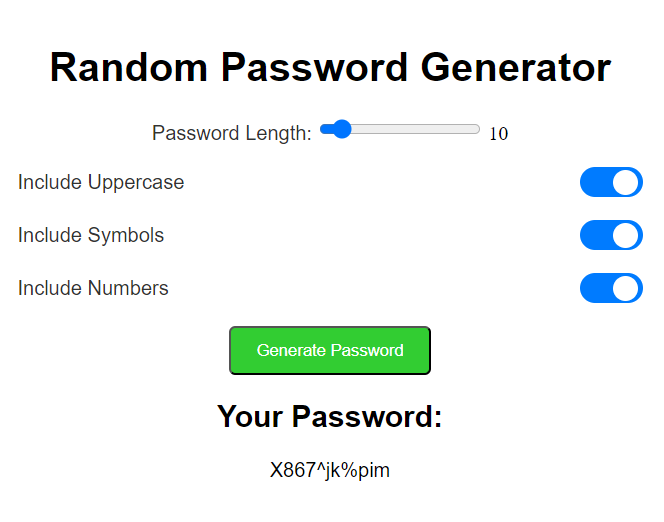 Random Password Generator
Password Length: 10
Include Uppercase
Include Symbols
Include Numbers
Generate Password
Your Password:
X867^jk%pim